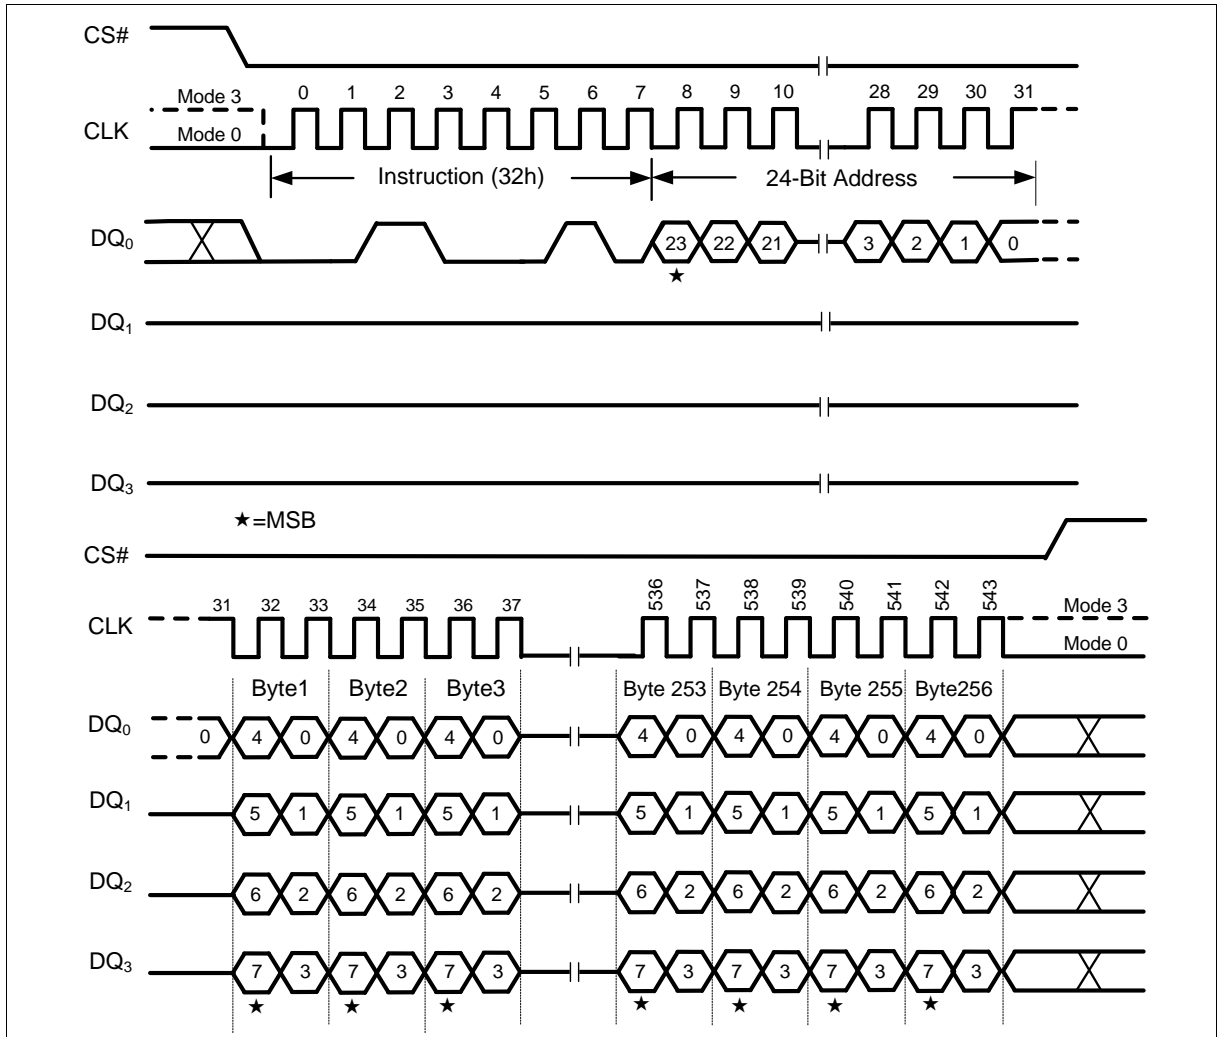 CS#
Mode 3 0 1 2 3 4 5 6 7 8 9 10 28 29 30 31
CLK Mode 0
Instruction (32h) 24-Bit Address
DQ0 23 22 21 3 2 1 0
★
DQ1
DQ2
DQ3
★=MSB
CS#
31 32 33 34 35 36 37 536 537 538 539 540 541 542 543 Mode 3
CLK Mode 0
Byte1 Byte2 Byte3 Byte 253 Byte 254 Byte 255 Byte256
DQ0 0 4 0 4 0 4 0 4 0 4 0 4 0 4 0
DQ1 5 1 5 1 5 1 5 1 5 1 5 1 5 1
DQ2 6 2 6 2 6 2 6 2 6 2 6 2 6 2
DQ3 7 3 7 3 7 3 7 3 7 3 7 3 7 3
★ ★ ★ ★ ★ ★ ★